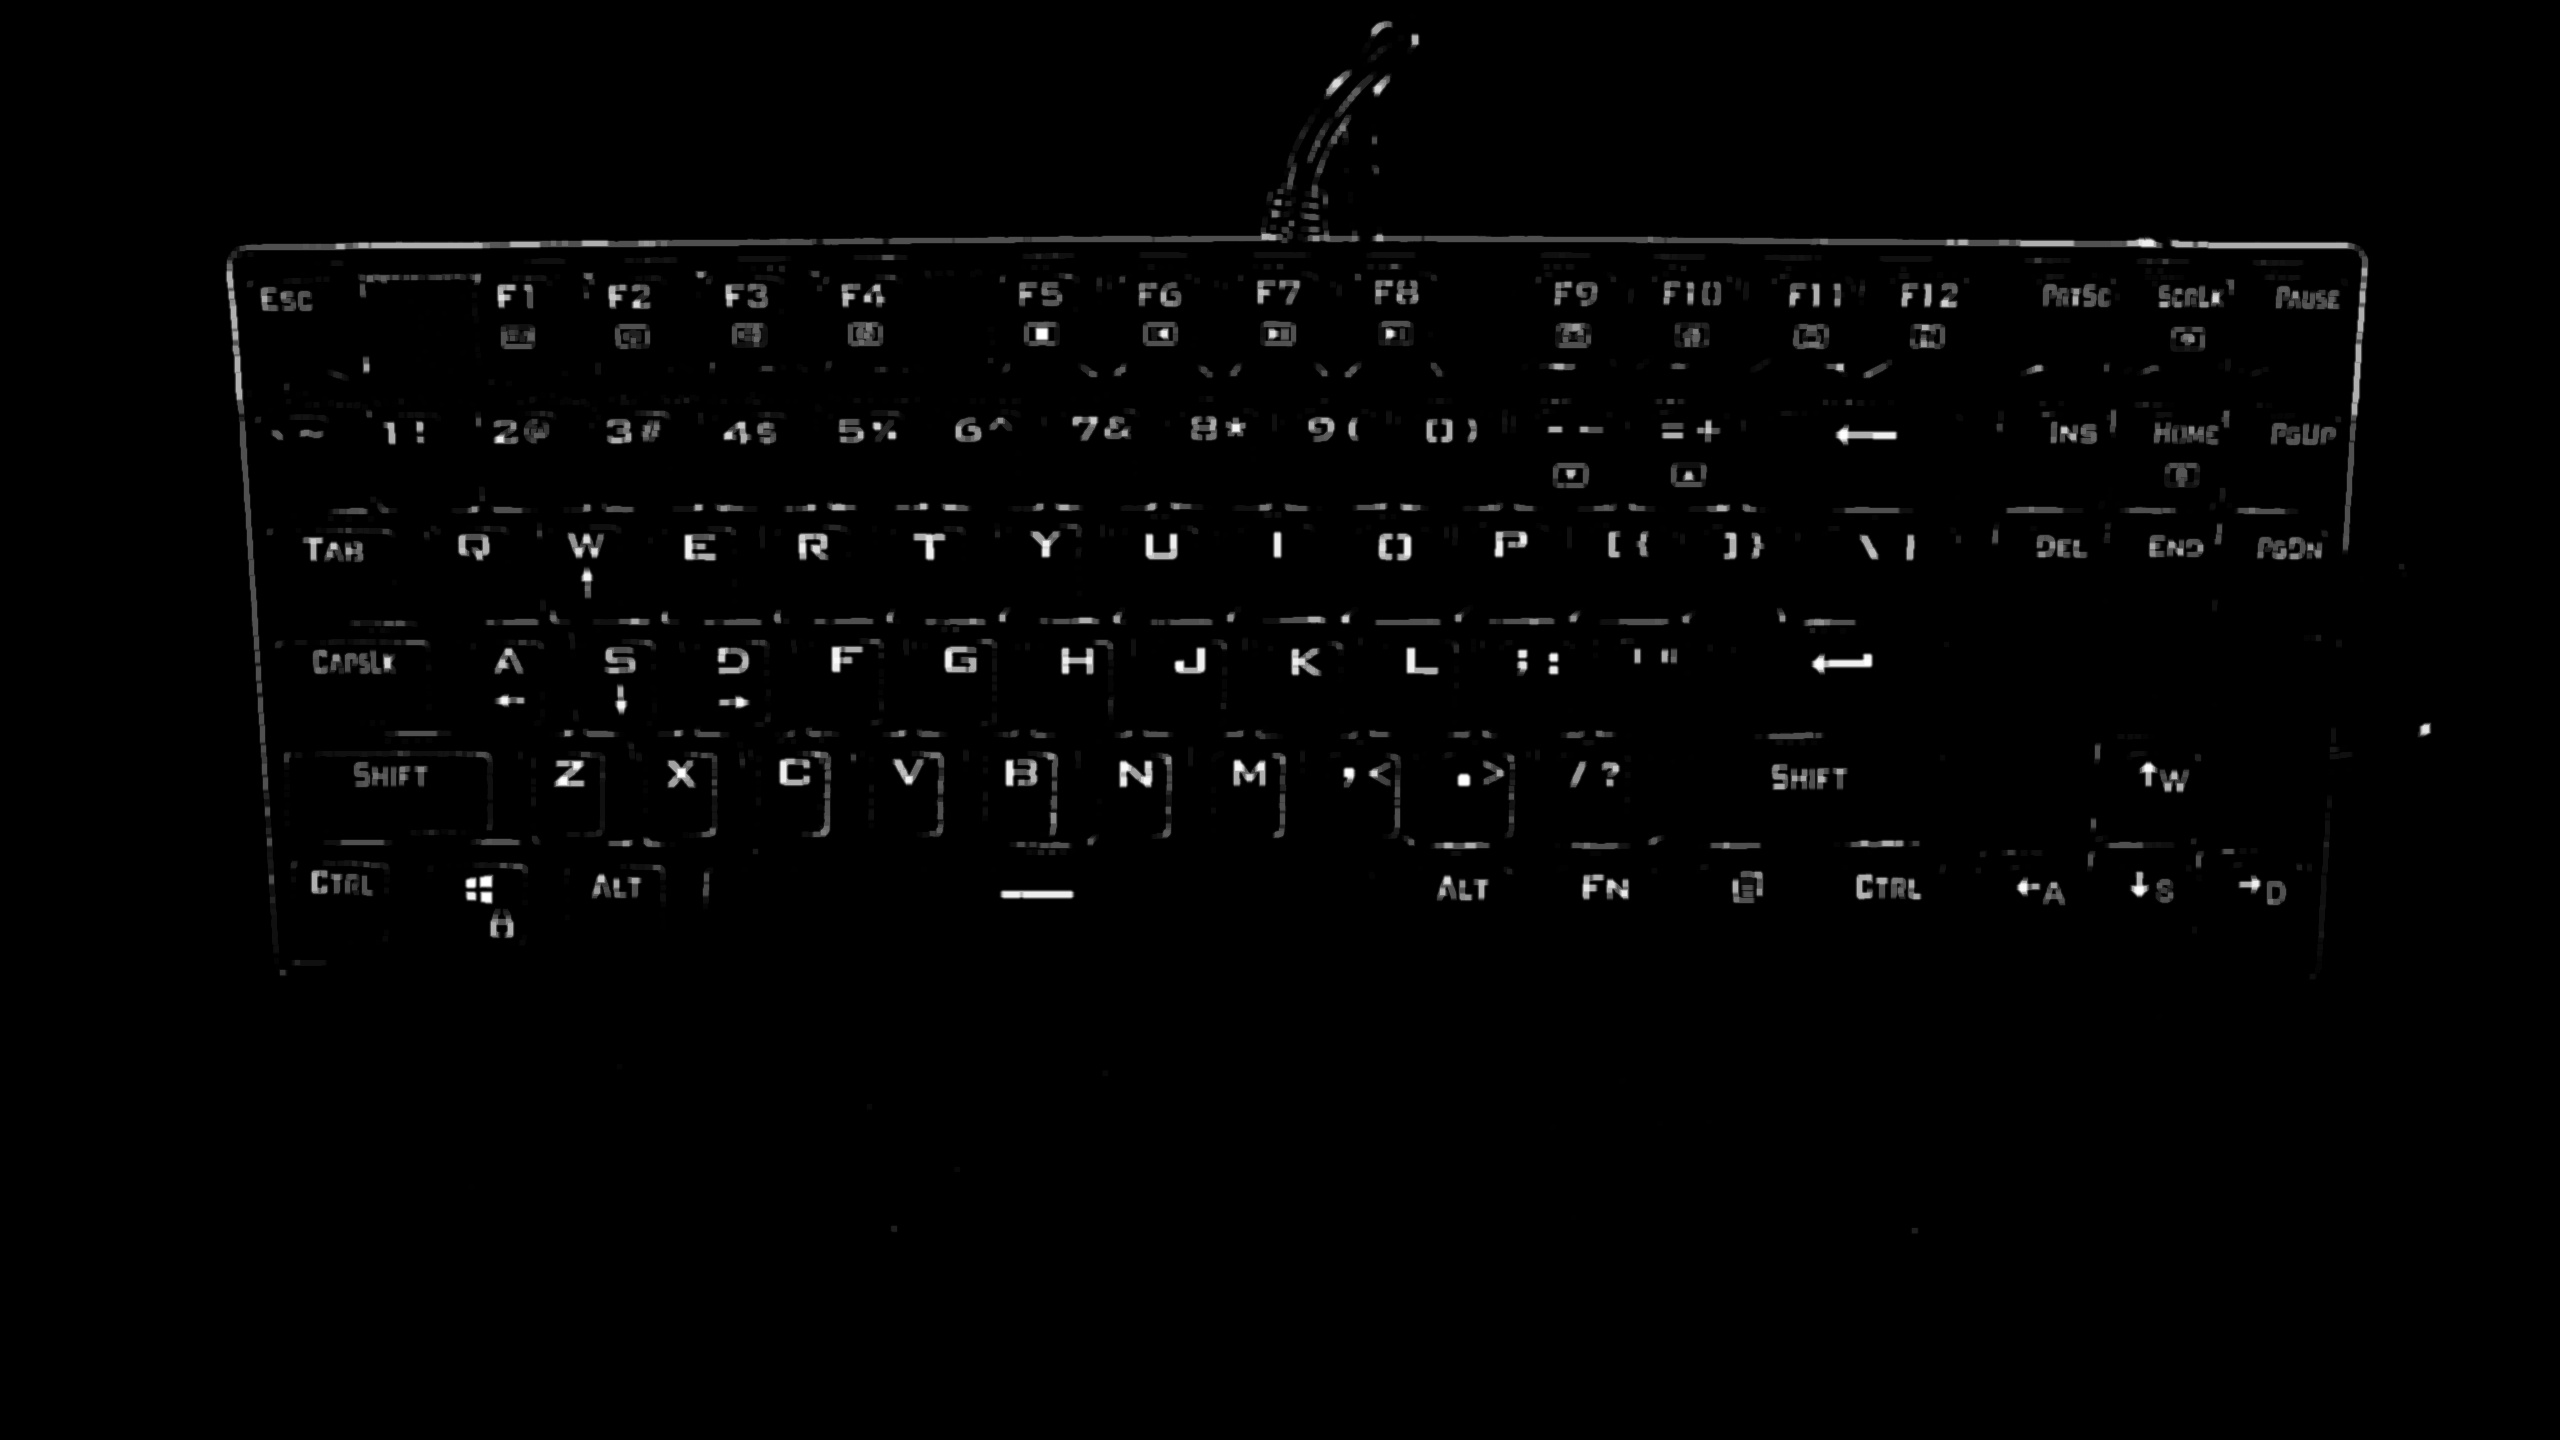 Esc F1 F2 F3 F4 F5 F6 F7 F8 F9 F10 F11 F12 PrtSc ScrLk Pause
`~ 1! 2@ 3# 4$ 5% 6^ 7& 8* 9( 0) -- =+ ← Ins Home PgUp
Tab Q W E R T Y U I O P [{ ]} \| Del End PgDn
↑
CapsLk A S D F G H J K L ;: '" ↵
← ↓ →
Shift Z X C V B N M ,< .> /? Shift ↑W
Ctrl Alt Alt Fn Ctrl ←A ↓S →D